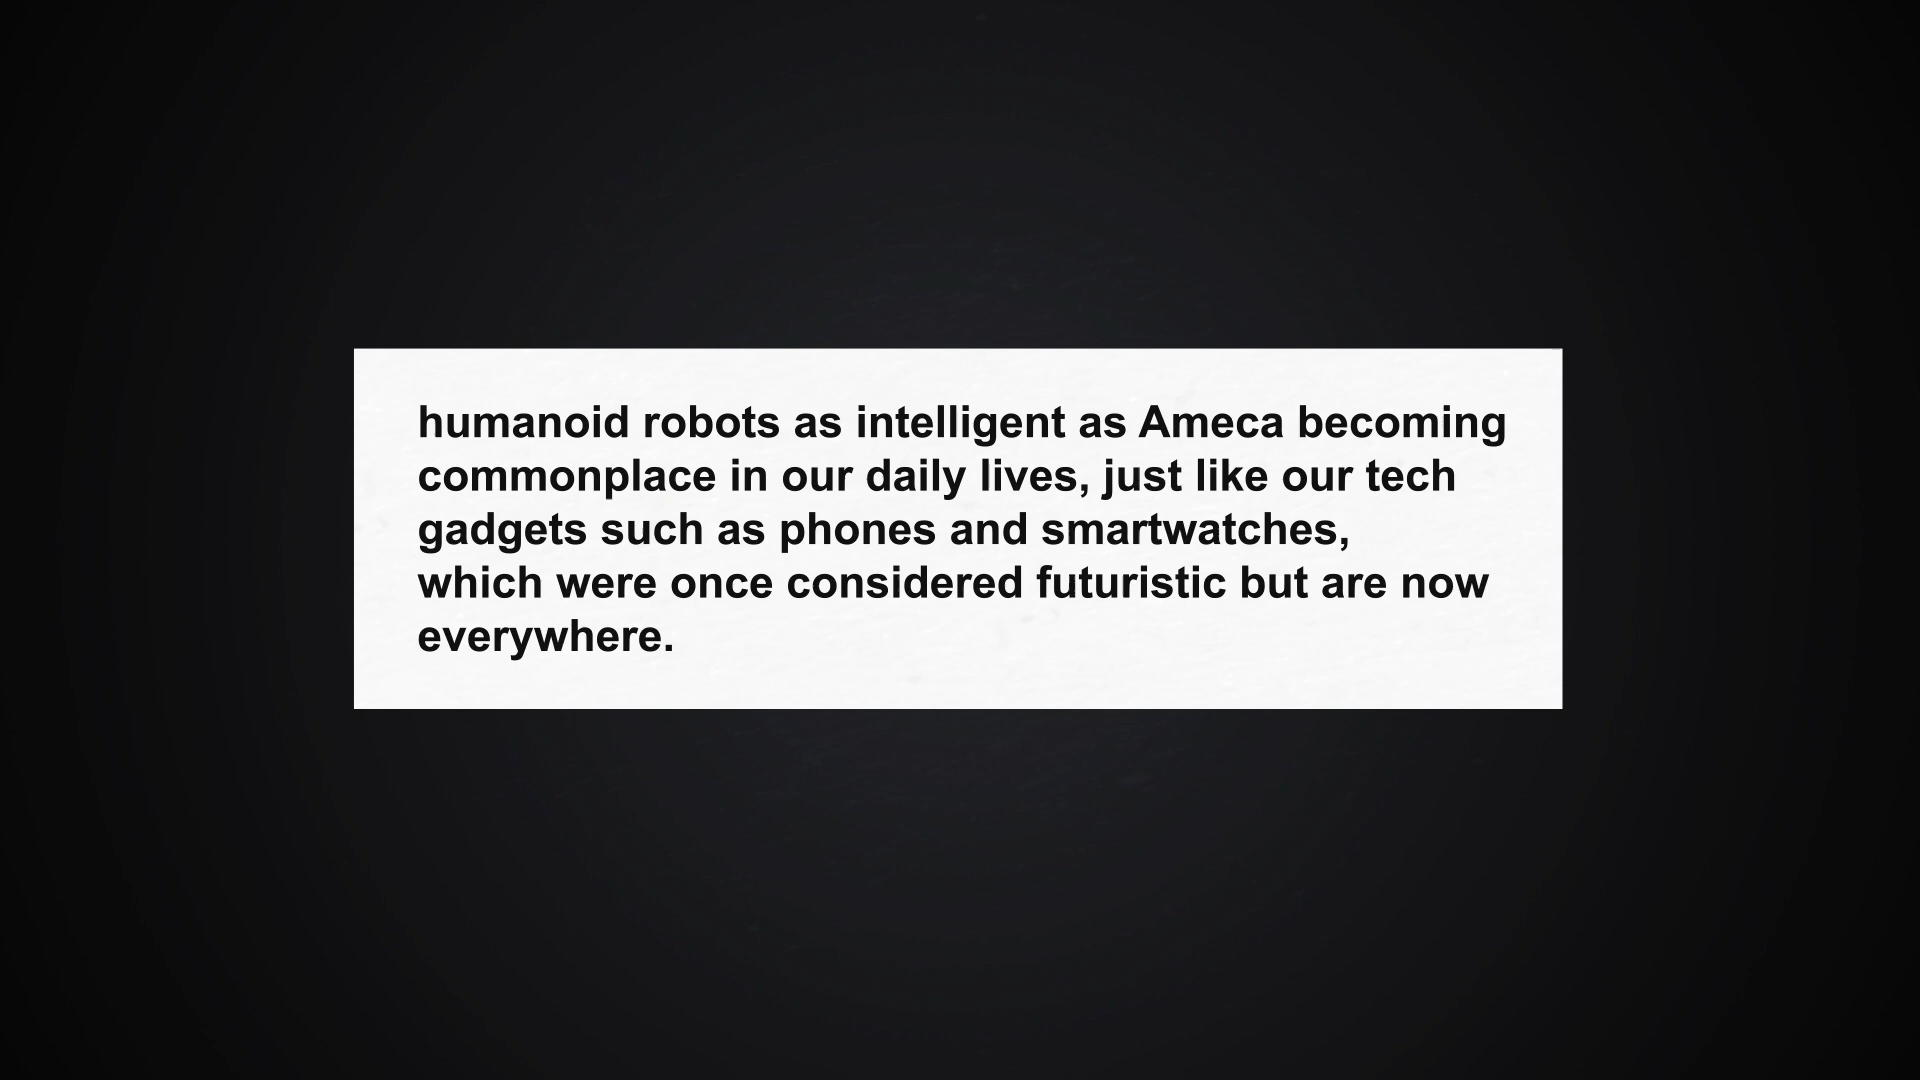 humanoid robots as intelligent as Ameca becoming
commonplace in our daily lives, just like our tech
gadgets such as phones and smartwatches,
which were once considered futuristic but are now
everywhere.